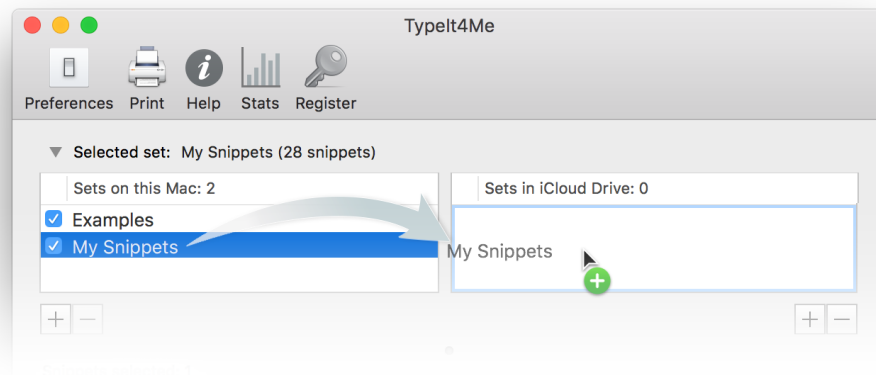 TypeIt4Me
Preferences Print Help Stats Register
Selected set: My Snippets (28 snippets)
Sets on this Mac: 2
Examples
My Snippets
Sets in iCloud Drive: 0
My Snippets